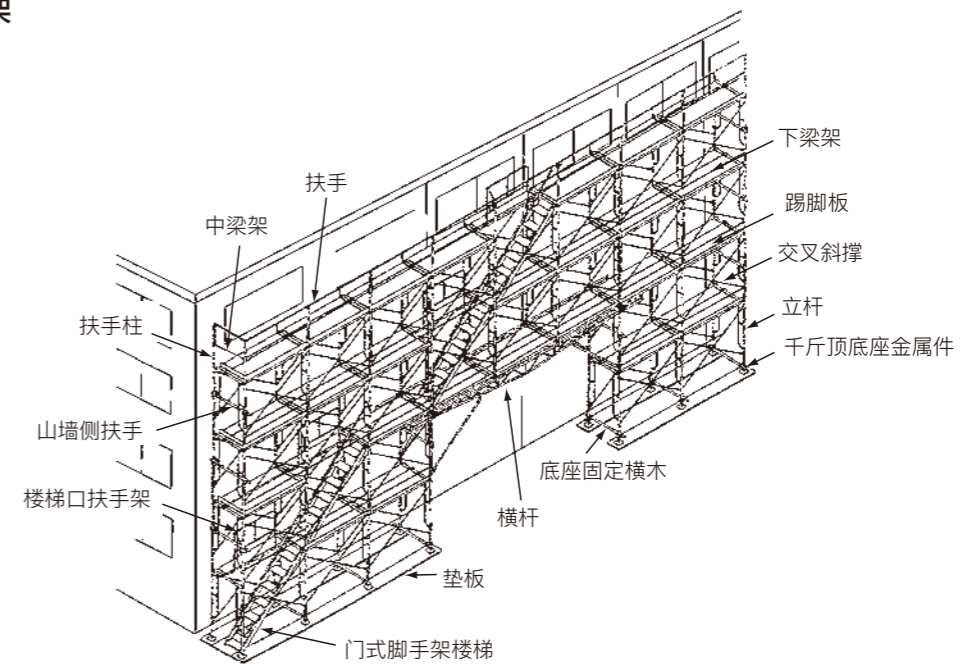 架
下梁架
扶手
踢脚板
中梁架
交叉斜撑
立杆
扶手柱
千斤顶底座金属件
山墙侧扶手
底座固定横木
楼梯口扶手架
横杆
垫板
门式脚手架楼梯